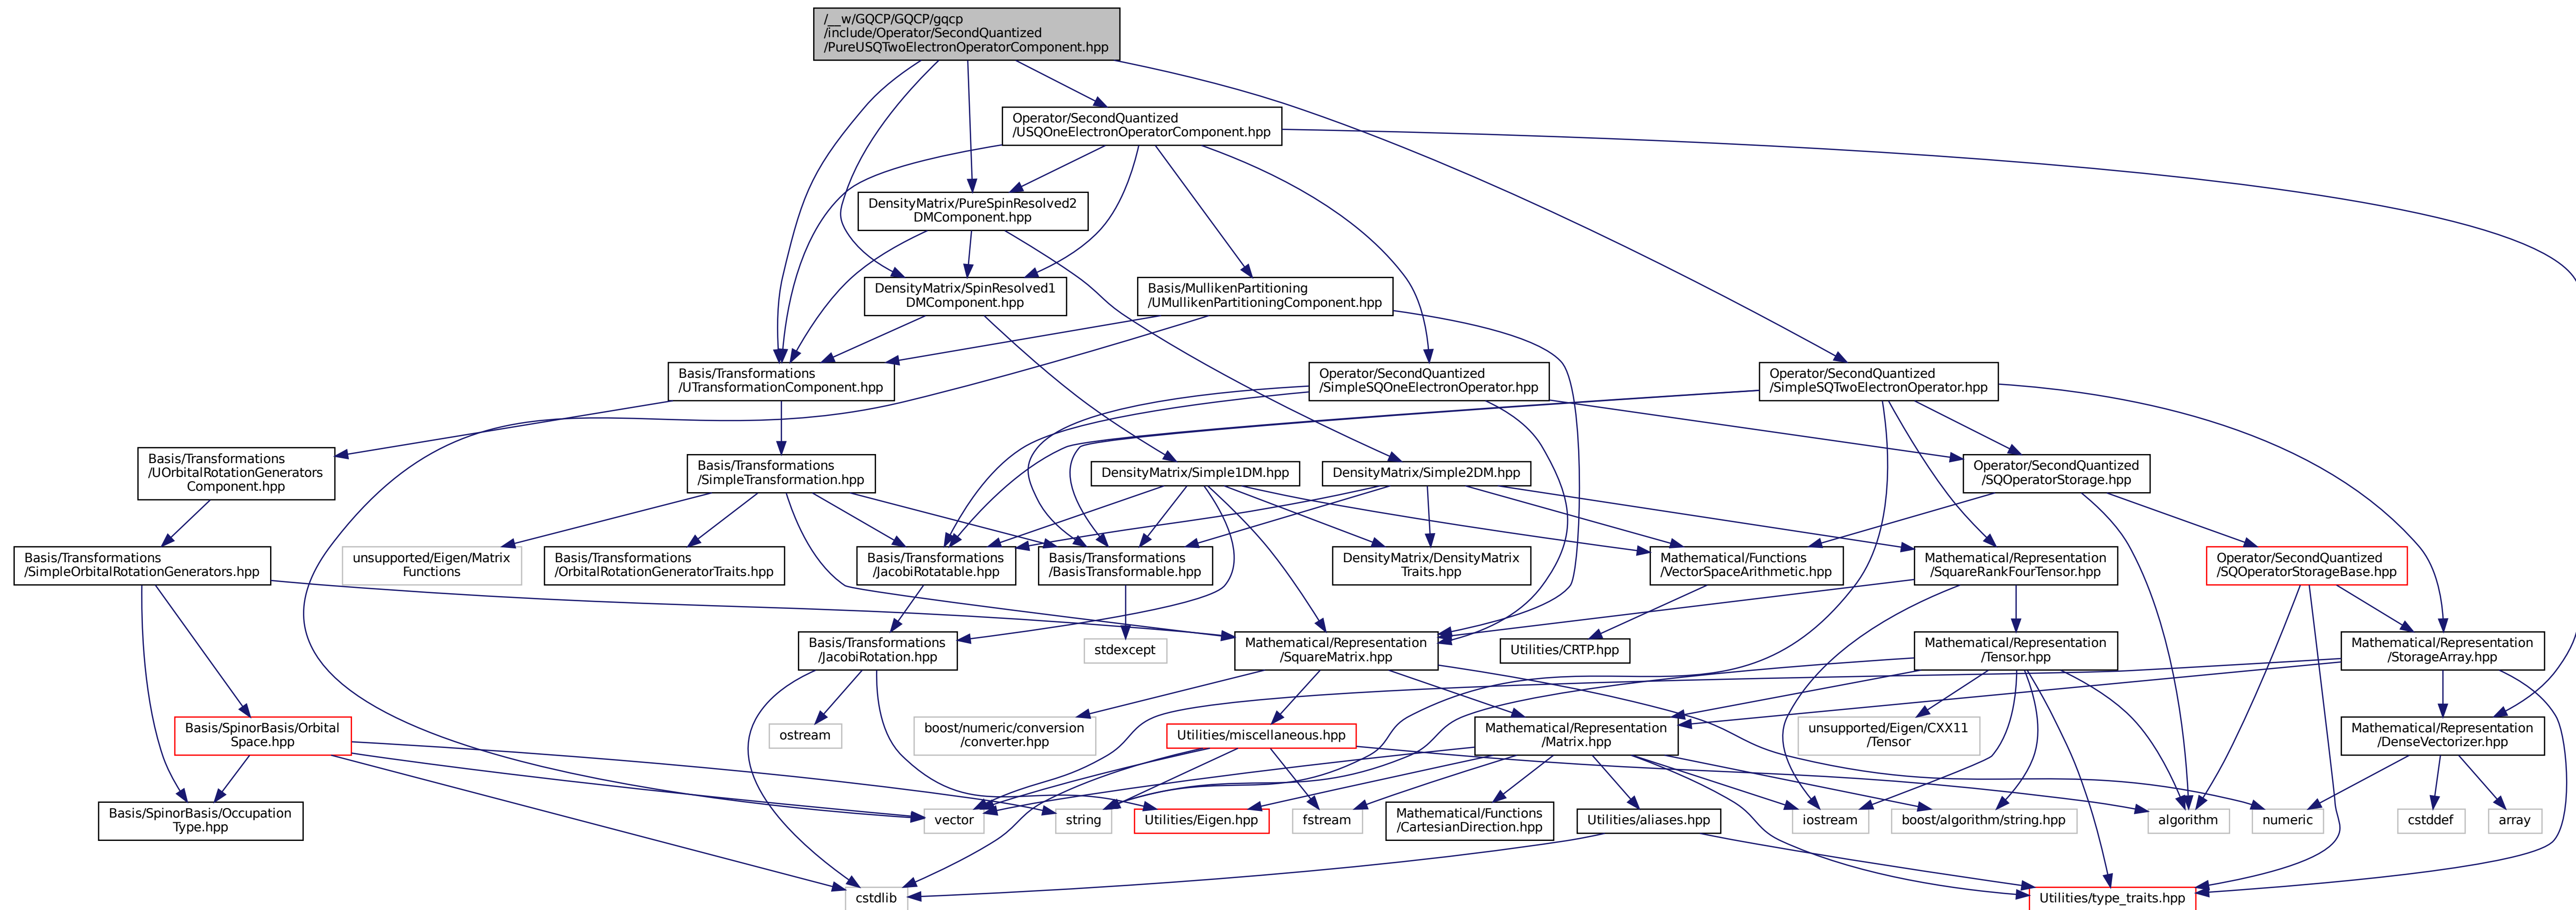 /__w/GQCP/GQCP/gqcp
/include/Operator/SecondQuantized
/PureUSQTwoElectronOperatorComponent.hpp
Operator/SecondQuantized
/USQOneElectronOperatorComponent.hpp
DensityMatrix/PureSpinResolved2
DMComponent.hpp
DensityMatrix/SpinResolved1
DMComponent.hpp
Basis/MullikenPartitioning
/UMullikenPartitioningComponent.hpp
Basis/Transformations
/UTransformationComponent.hpp
Operator/SecondQuantized
/SimpleSQOneElectronOperator.hpp
Operator/SecondQuantized
/SimpleSQTwoElectronOperator.hpp
Basis/Transformations
/UOrbitalRotationGenerators
Component.hpp
Basis/Transformations
/SimpleTransformation.hpp
DensityMatrix/Simple1DM.hpp
DensityMatrix/Simple2DM.hpp
Operator/SecondQuantized
/SQOperatorStorage.hpp
Basis/Transformations
/SimpleOrbitalRotationGenerators.hpp
unsupported/Eigen/Matrix
Functions
Basis/Transformations
/OrbitalRotationGeneratorTraits.hpp
Basis/Transformations
/JacobiRotatable.hpp
Basis/Transformations
/BasisTransformable.hpp
DensityMatrix/DensityMatrix
Traits.hpp
Mathematical/Functions
/VectorSpaceArithmetic.hpp
Mathematical/Representation
/SquareRankFourTensor.hpp
Operator/SecondQuantized
/SQOperatorStorageBase.hpp
Basis/Transformations
/JacobiRotation.hpp
stdexcept
Mathematical/Representation
/SquareMatrix.hpp
Utilities/CRTP.hpp
Mathematical/Representation
/Tensor.hpp
Mathematical/Representation
/StorageArray.hpp
Basis/SpinorBasis/Orbital
Space.hpp
ostream
boost/numeric/conversion
/converter.hpp
Utilities/miscellaneous.hpp
Mathematical/Representation
/Matrix.hpp
unsupported/Eigen/CXX11
/Tensor
Mathematical/Representation
/DenseVectorizer.hpp
Basis/SpinorBasis/Occupation
Type.hpp
vector
string
Utilities/Eigen.hpp
fstream
Mathematical/Functions
/CartesianDirection.hpp
Utilities/aliases.hpp
iostream
boost/algorithm/string.hpp
algorithm
numeric
cstddef
array
cstdlib
Utilities/type_traits.hpp